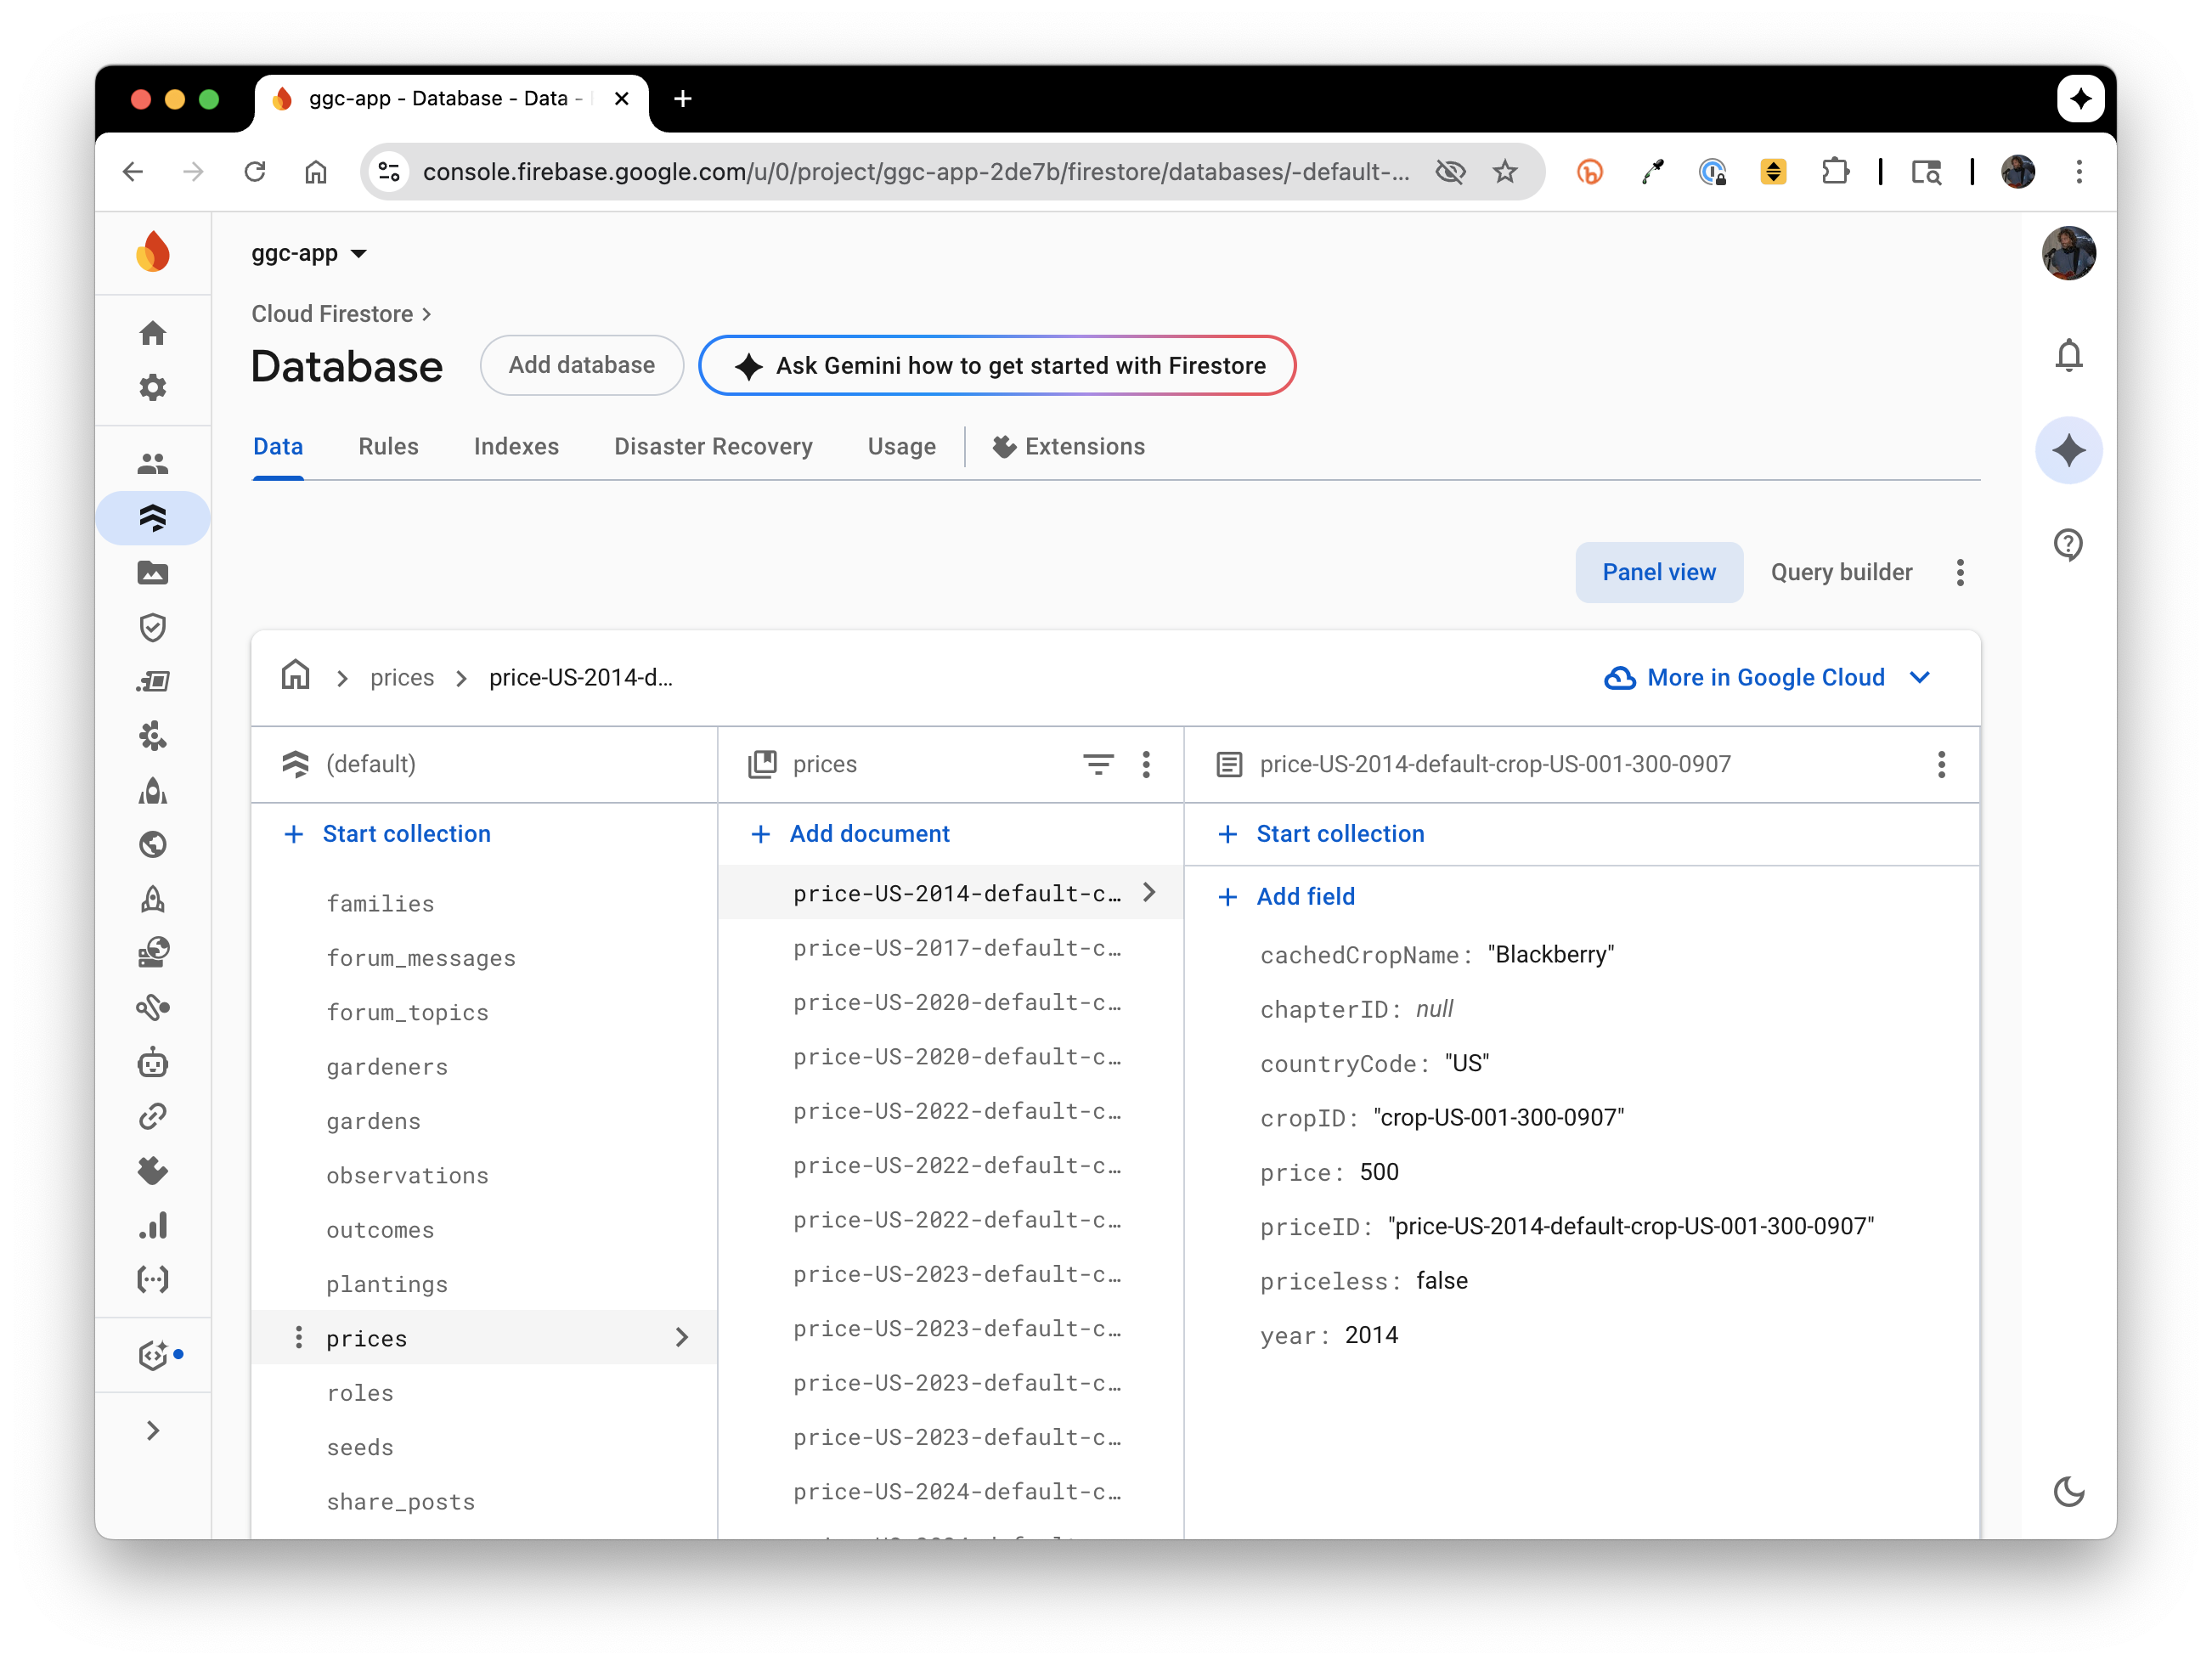 ggc-app - Database - Data -
console.firebase.google.com/u/0/project/ggc-app-2de7b/firestore/databases/-default-...
ggc-app
Cloud Firestore
Database
Add database
Ask Gemini how to get started with Firestore
Data
Rules
Indexes
Disaster Recovery
Usage
Extensions
Panel view
Query builder
prices
price-US-2014-d...
More in Google Cloud
(default)
Start collection
families
forum_messages
forum_topics
gardeners
gardens
observations
outcomes
plantings
prices
roles
seeds
share_posts
prices
Add document
price-US-2014-default-c...
price-US-2017-default-c...
price-US-2020-default-c...
price-US-2020-default-c...
price-US-2022-default-c...
price-US-2022-default-c...
price-US-2022-default-c...
price-US-2023-default-c...
price-US-2023-default-c...
price-US-2023-default-c...
price-US-2023-default-c...
price-US-2024-default-c...
price-US-2014-default-crop-US-001-300-0907
Start collection
Add field
cachedCropName: "Blackberry"
chapterID: null
countryCode: "US"
cropID: "crop-US-001-300-0907"
price: 500
priceID: "price-US-2014-default-crop-US-001-300-0907"
priceless: false
year: 2014